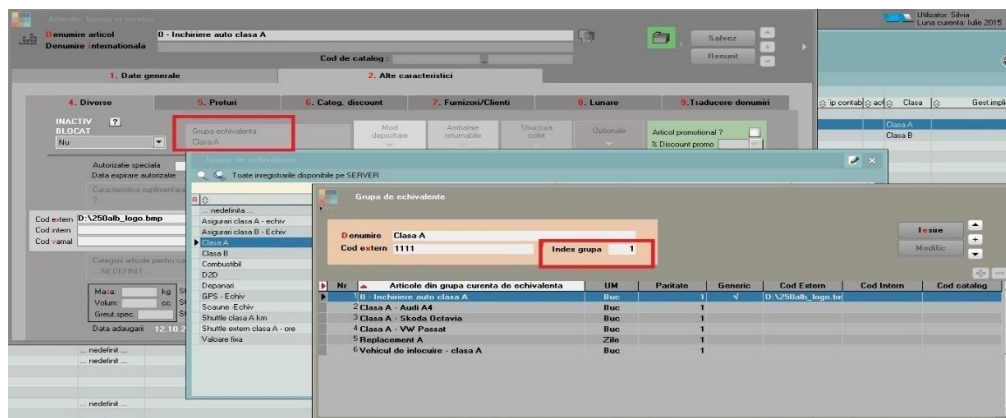 Articole, bunuri si servicii
Utilizator: Silvia
Luna curenta: Iulie 2015
Denumire articol
0 - Inchiriere auto clasa A
Denumire internationala
Cod de catalog :
Salvez
Renunt
1. Date generale
2. Alte caracteristici
4. Diverse
5. Preturi
6. Categ. discount
7. Furnizori/Clienti
8. Lunare
9.Traducere denumiri
INACTIV
?
BLOCAT
Nu
Grupa echivalenta
Clasa A
Mod depozitare
Ambalaje returnabile
Structura colet
Optionale
Articol promotional ?
% Discount promo
Clasa
Clasa A
Clasa B
Autorizatie speciala
Data expirare autorizatie
Caracteristica suplimentara
?
Cod extern D:\250alb_logo.bmp
Cod intern
Cod vamal
... NEDEFINIT ...
Masa: kg
Volum: cc
Greut.spec.
Data adaugarii 12.10.2
... nedefinit ...
... nedefinit ...
... nedefinit ...
Grupe de echivalente
Toate inregistrarile disponibile pe SERVER
... nedefinita ...
Asigurari clasa A - echiv
Asigurari clasa B - Echiv
Clasa A
Clasa B
Combustibil
D2D
Depanari
GPS - Echiv
Scaune -Echiv
Shuttle clasa A km
Shuttle extern clasa A - ore
Valoare fixa
Grupa de echivalente
Denumire Clasa A
Cod extern 1111
Index grupa 1
Iesire
Modific
Nr Articole din grupa curenta de echivalenta UM Paritate Generic Cod Extern Cod Intern Cod catalog
1 0 - Inchiriere auto clasa A Buc 1 √ D:\250alb_logo.br
2 Clasa A - Audi A4 Buc 1
3 Clasa A - Skoda Octavia Buc 1
4 Clasa A - VW Passat Buc 1
5 Replacement A Zile 1
6 Vehicul de inlocuire - clasa A Buc 1